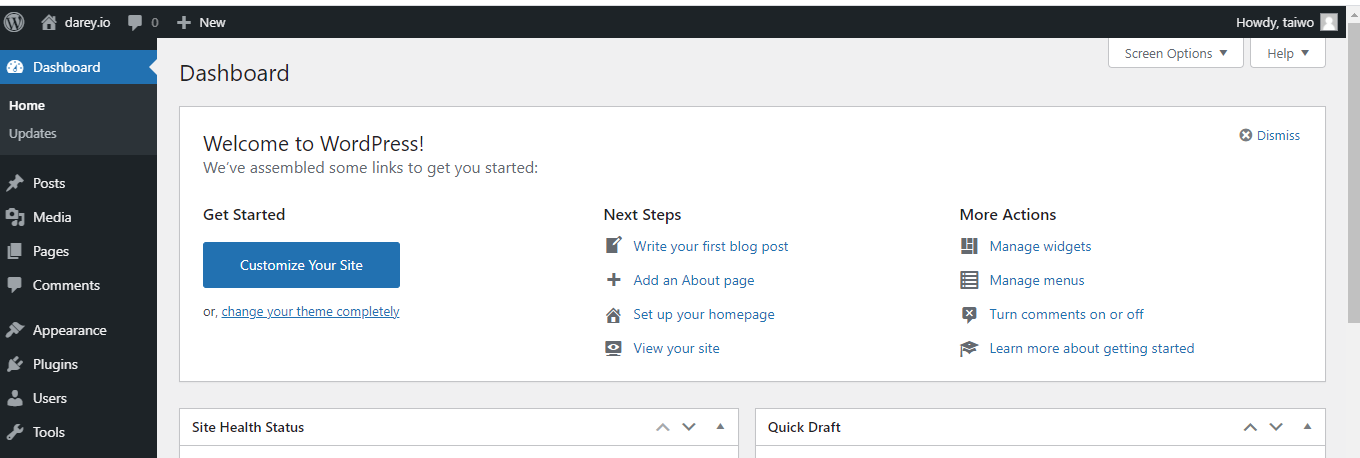 darey.io 0 New Howdy, taiwo
Dashboard
Home
Updates
Posts
Media
Pages
Comments
Appearance
Plugins
Users
Tools
Screen Options Help
Dashboard
Welcome to WordPress!
Dismiss
We've assembled some links to get you started:
Get Started
Customize Your Site
or, change your theme completely
Next Steps
Write your first blog post
Add an About page
Set up your homepage
View your site
More Actions
Manage widgets
Manage menus
Turn comments on or off
Learn more about getting started
Site Health Status
Quick Draft